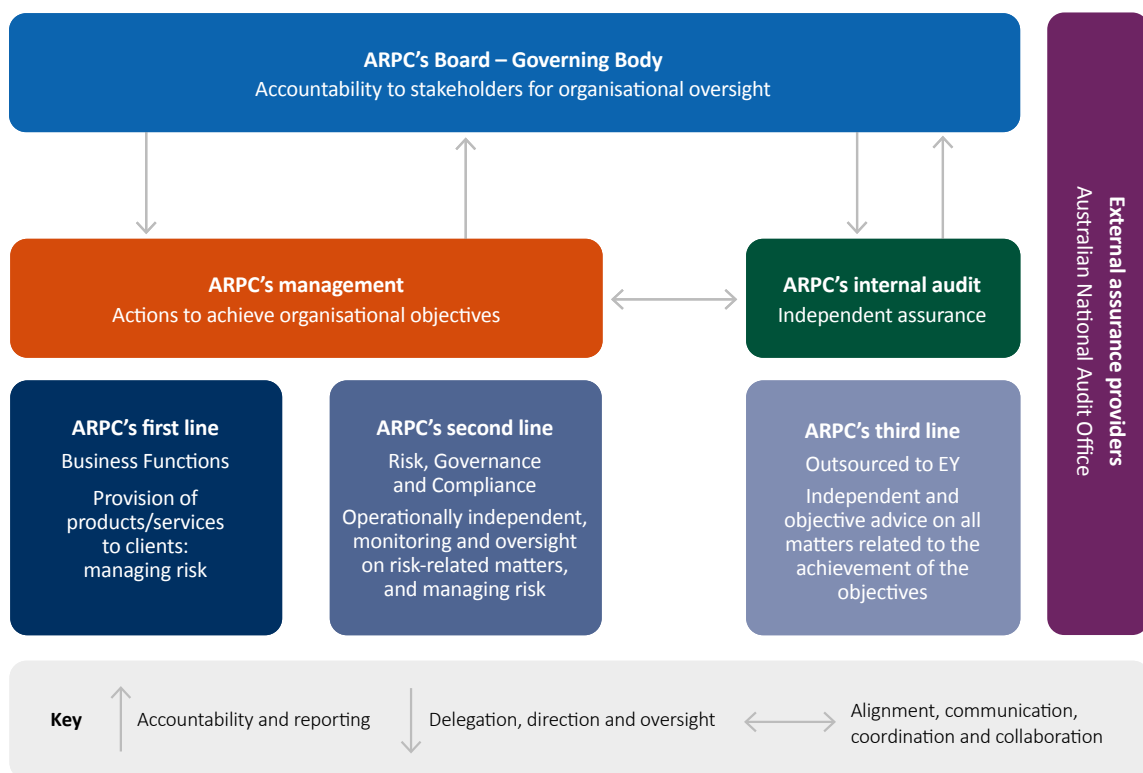 ARPC’s Board – Governing Body
Accountability to stakeholders for organisational oversight
ARPC’s management
Actions to achieve organisational objectives
ARPC’s internal audit
Independent assurance
ARPC’s first line
Business Functions
Provision of
products/services
to clients:
managing risk
ARPC’s second line
Risk, Governance
and Compliance
Operationally independent,
monitoring and oversight
on risk-related matters,
and managing risk
ARPC’s third line
Outsourced to EY
Independent and
objective advice on all
matters related to the
achievement of the
objectives
External assurance providers
Australian National Audit Office
Key
Accountability and reporting
Delegation, direction and oversight
Alignment, communication,
coordination and collaboration